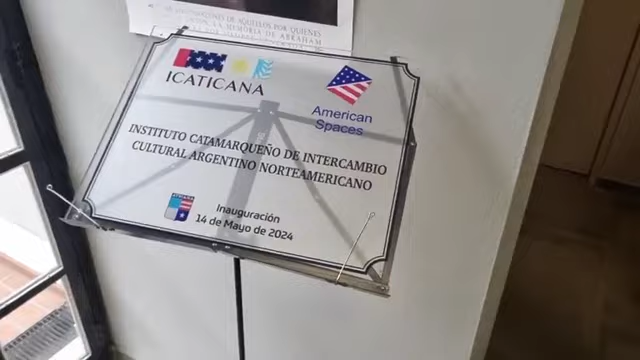 DE AQUELOS POR QUIENES
LA MEMORIA DE ABRAHAM
ICATICANA
American
Spaces
INSTITUTO CATAMARQUEÑO DE INTERCAMBIO
CULTURAL ARGENTINO NORTEAMERICANO
Inauguración
14 de Mayo de 2024